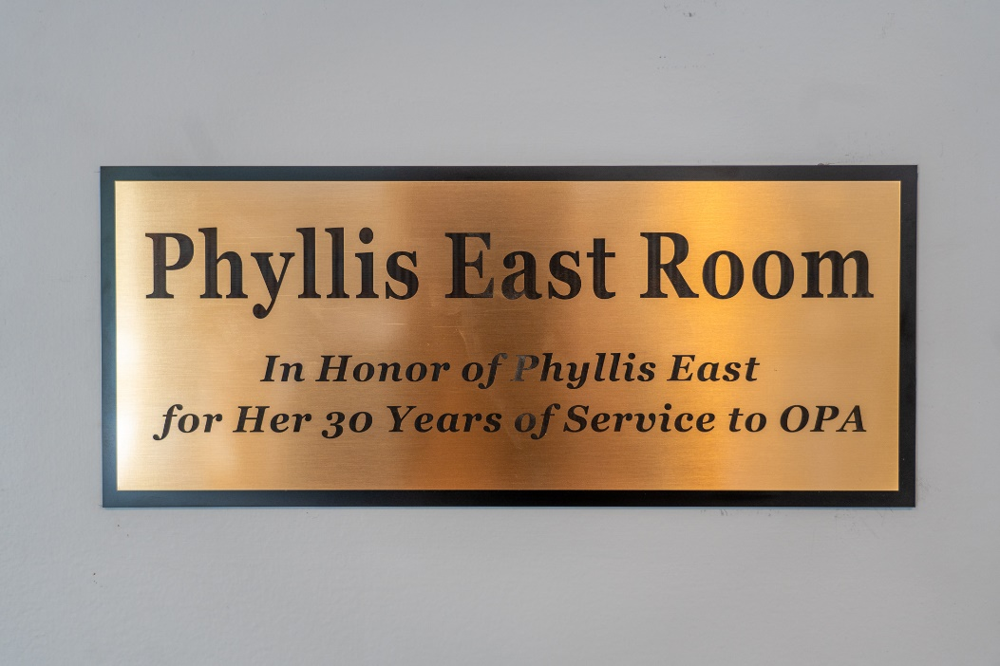 Phyllis East Room
In Honor of Phyllis East
for Her 30 Years of Service to OPA